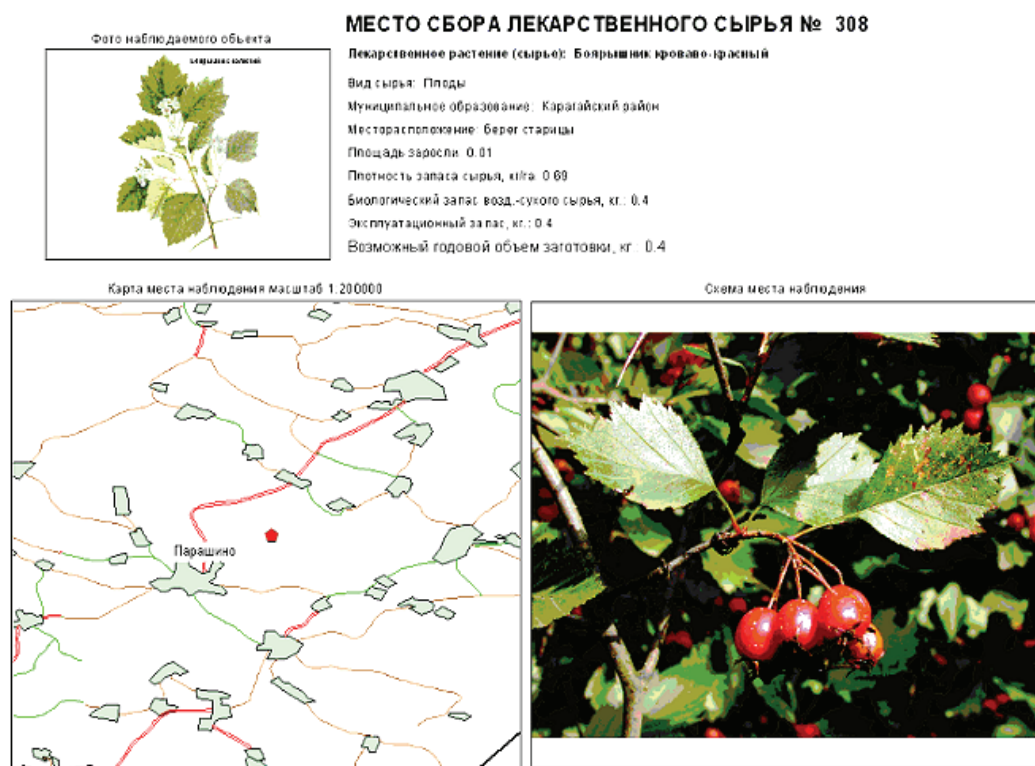 МЕСТО СБОРА ЛЕКАРСТВЕННОГО СЫРЬЯ № 308
Фото наблюдаемого обьекта
Лекарственное растение (сырье): Боярышник кроваво-красный
Вид сырья: Плоды
Муниципальное образование: Карагайский район
Месторасположение: берег старицы
Площадь заросли: 0.01
Плотность запаса сырья, кг/га: 0.69
Биологический запас возд.-сухого сырья, кг.: 0.4
Эксплуатационный запас, кг.: 0.4
Возможный годовой объем заготовки, кг.: 0.4
Карта места наблюдения масштаб 1:200000
Схема места наблюдения
Парашино